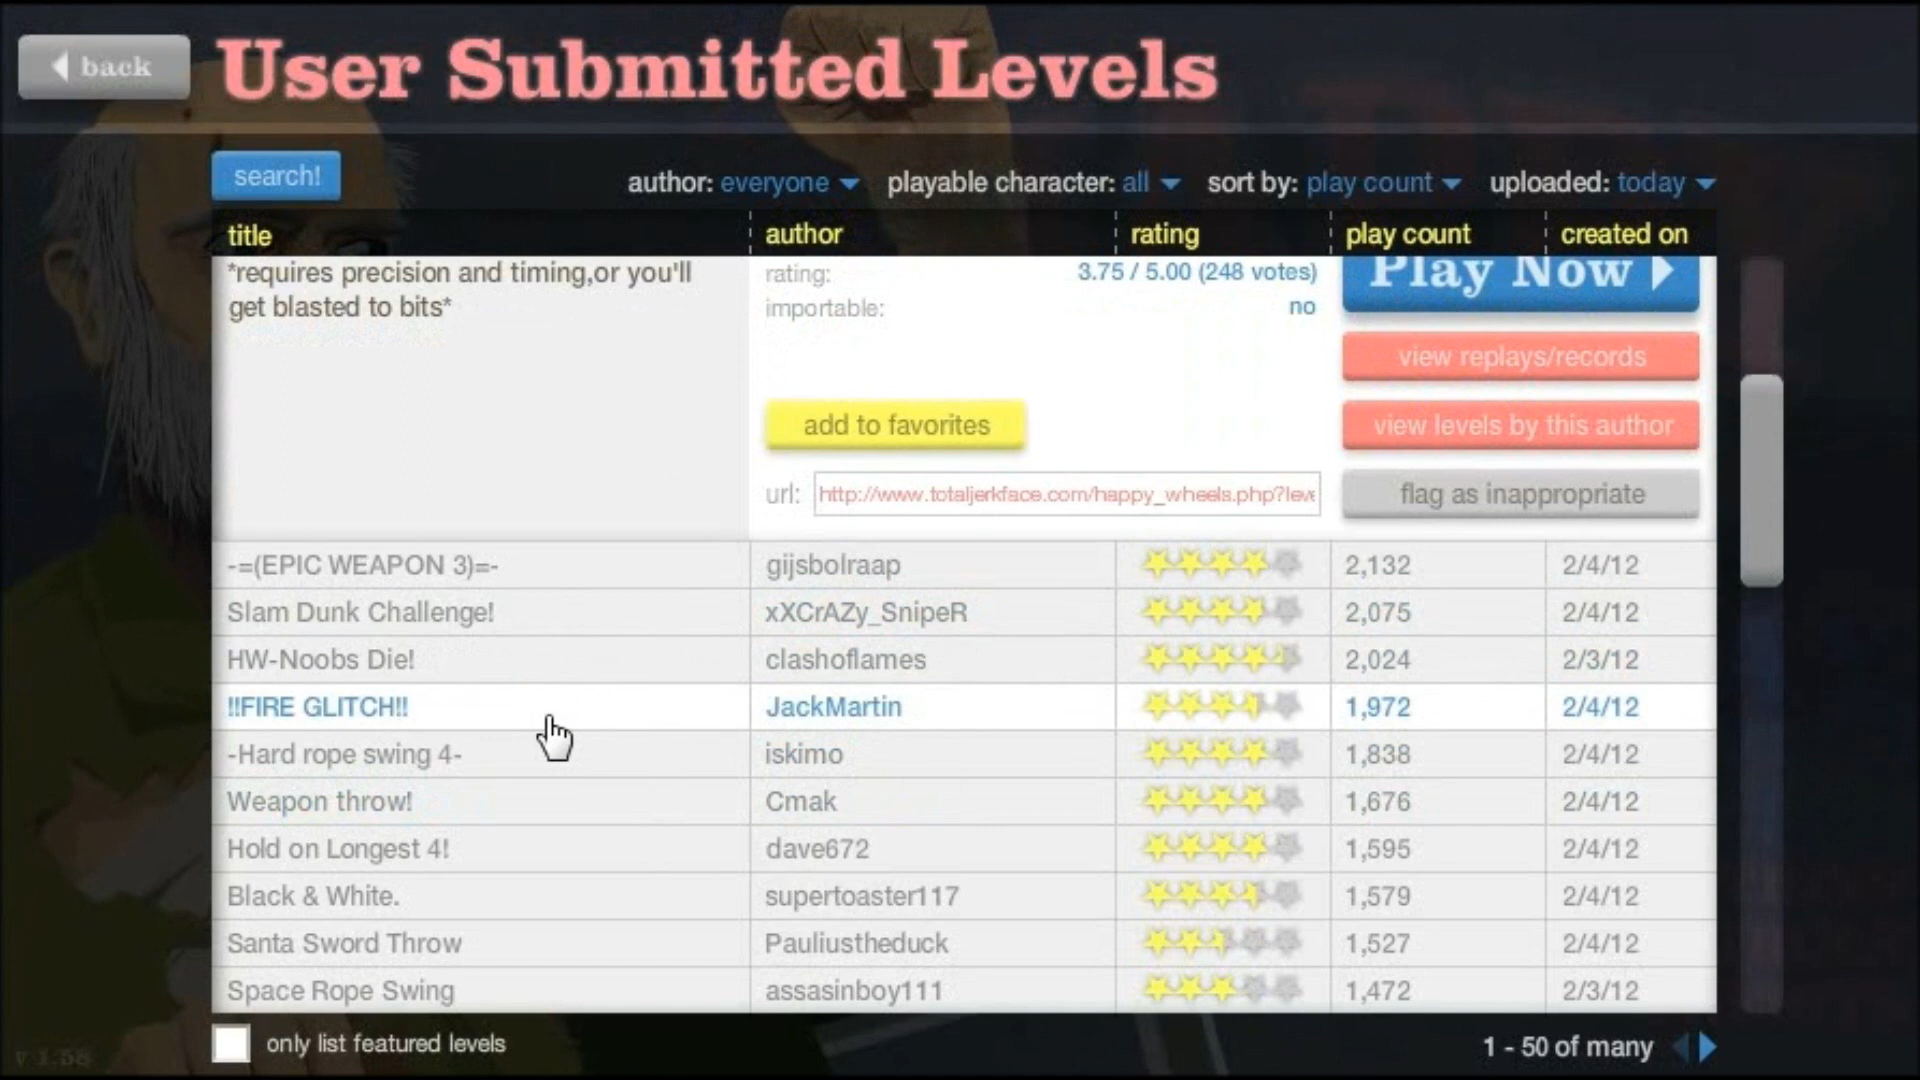 back
User Submitted Levels
search!
author: everyone playable character: all sort by: play count uploaded: today
title author rating play count created on
*requires precision and timing,or you'll
get blasted to bits*
rating: 3.75 / 5.00 (248 votes)
importable: no
Play Now
view replays/records
add to favorites
view levels by this author
url: http://www.totaljerkface.com/happy_wheels.php?leve
flag as inappropriate
-=(EPIC WEAPON 3)=- gijsbolraap 2,132 2/4/12
Slam Dunk Challenge! xXCrAZy_SnipeR 2,075 2/4/12
HW-Noobs Die! clashoflames 2,024 2/3/12
!!FIRE GLITCH!! JackMartin 1,972 2/4/12
-Hard rope swing 4- iskimo 1,838 2/4/12
Weapon throw! Cmak 1,676 2/4/12
Hold on Longest 4! dave672 1,595 2/4/12
Black & White. supertoaster117 1,579 2/4/12
Santa Sword Throw Pauliustheduck 1,527 2/4/12
Space Rope Swing assasinboy111 1,472 2/3/12
only list featured levels
1 - 50 of many
v 1.58